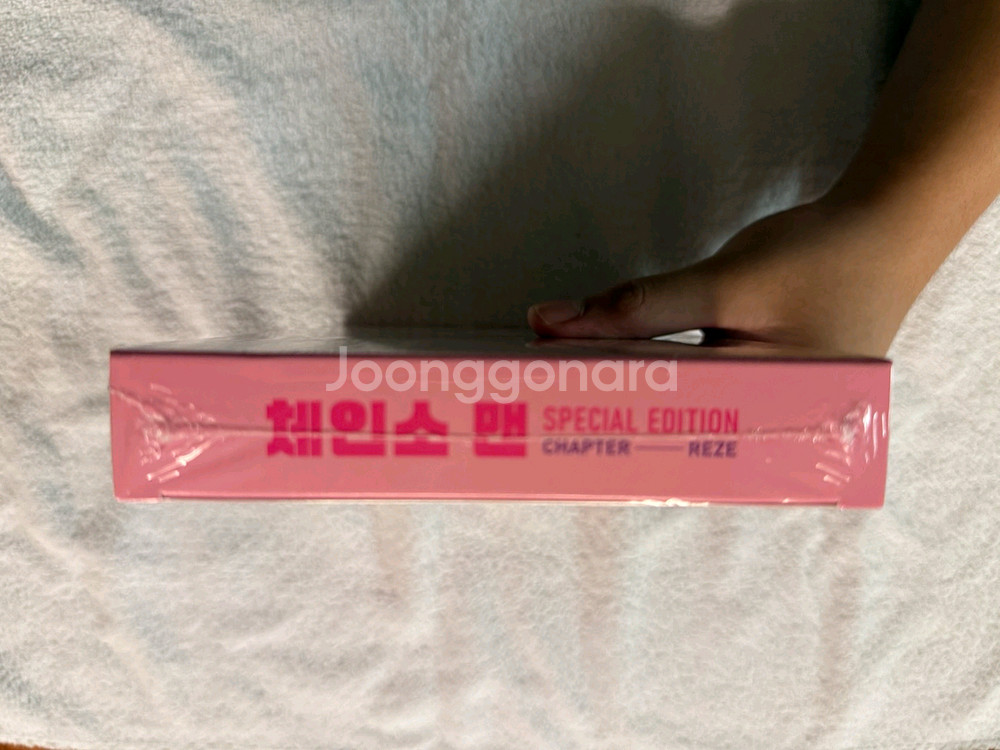 Joonggonara
체인소 맨 SPECIAL EDITION
CHAPTER — REZE